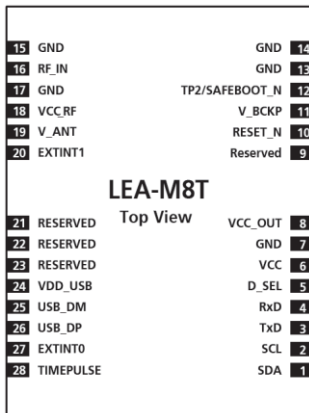 15 GND GND 14
16 RF_IN GND 13
17 GND TP2/SAFEBOOT_N 12
18 VCC_RF V_BCKP 11
19 V_ANT RESET_N 10
20 EXTINT1 Reserved 9
LEA-M8T
Top View
21 RESERVED VCC_OUT 8
22 RESERVED GND 7
23 RESERVED VCC 6
24 VDD_USB D_SEL 5
25 USB_DM RxD 4
26 USB_DP TxD 3
27 EXTINT0 SCL 2
28 TIMEPULSE SDA 1